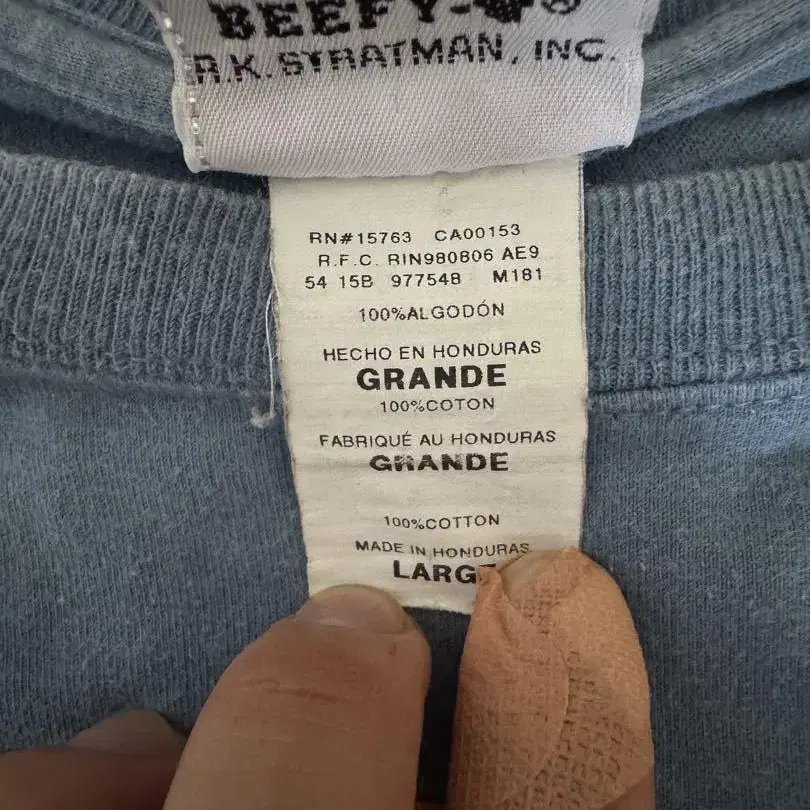 BEEFY-T®
R.K. STRATMAN, INC.
RN#15763 CA00153
R.F.C. RIN980806 AE9
54 15B 977548 M181
100%ALGODÓN
HECHO EN HONDURAS
GRANDE
100%COTON
FABRIQUÉ AU HONDURAS
GRANDE
100%COTTON
MADE IN HONDURAS
LARGE